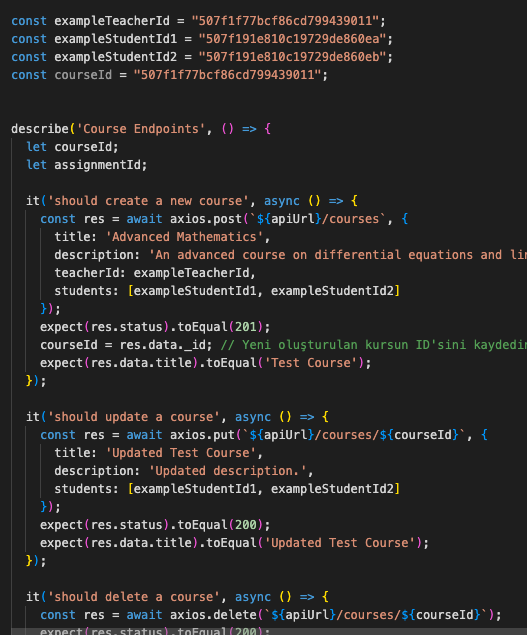 const exampleTeacherId = "507f1f77bcf86cd799439011";
const exampleStudentId1 = "507f191e810c19729de860ea";
const exampleStudentId2 = "507f191e810c19729de860eb";
const courseId = "507f1f77bcf86cd799439011";
describe('Course Endpoints', () => {
let courseId;
let assignmentId;
it('should create a new course', async () => {
const res = await axios.post(`${apiUrl}/courses`, {
title: 'Advanced Mathematics',
description: 'An advanced course on differential equations and lin
teacherId: exampleTeacherId,
students: [exampleStudentId1, exampleStudentId2]
});
expect(res.status).toEqual(201);
courseId = res.data._id; // Yeni oluşturulan kursun ID'sini kaydedin
expect(res.data.title).toEqual('Test Course');
});
it('should update a course', async () => {
const res = await axios.put(`${apiUrl}/courses/${courseId}`, {
title: 'Updated Test Course',
description: 'Updated description.',
students: [exampleStudentId1, exampleStudentId2]
});
expect(res.status).toEqual(200);
expect(res.data.title).toEqual('Updated Test Course');
});
it('should delete a course', async () => {
const res = await axios.delete(`${apiUrl}/courses/${courseId}`);
expect(res.status).toEqual(200);